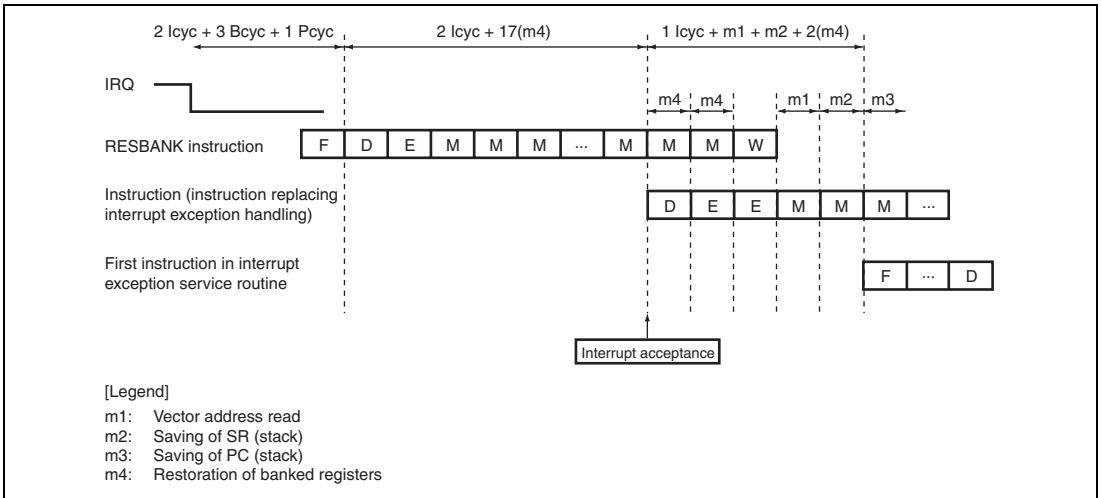 2 Icyc + 3 Bcyc + 1 Pcyc 2 Icyc + 17(m4) 1 Icyc + m1 + m2 + 2(m4)
IRQ
m4 m4 m1 m2 m3
RESBANK instruction F D E M M M ... M M M W
Instruction (instruction replacing
interrupt exception handling) D E E M M M ...
First instruction in interrupt
exception service routine F ... D
Interrupt acceptance
[Legend]
m1: Vector address read
m2: Saving of SR (stack)
m3: Saving of PC (stack)
m4: Restoration of banked registers